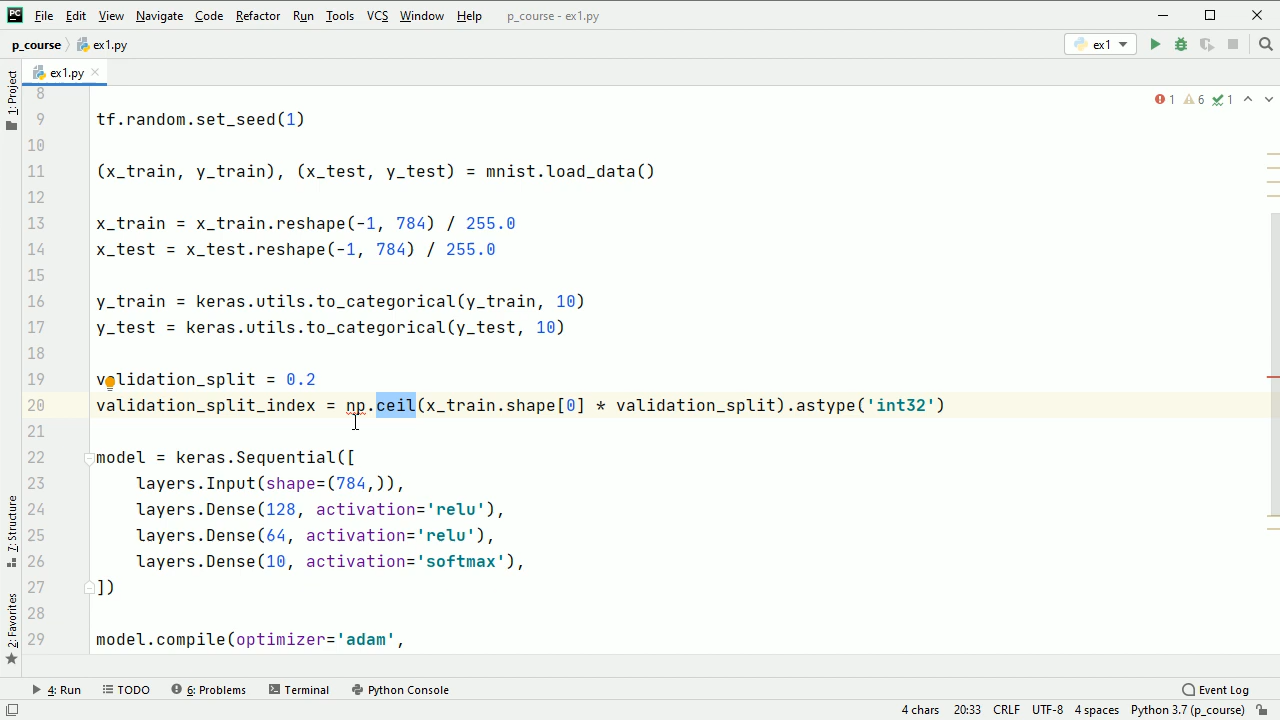 PC File Edit View Navigate Code Refactor Run Tools VCS Window Help p_course - ex1.py
p_course ex1.py ex1
ex1.py
1: Project
1 6 1
8
9 tf.random.set_seed(1)
10
11 (x_train, y_train), (x_test, y_test) = mnist.load_data()
12
13 x_train = x_train.reshape(-1, 784) / 255.0
14 x_test = x_test.reshape(-1, 784) / 255.0
15
16 y_train = keras.utils.to_categorical(y_train, 10)
17 y_test = keras.utils.to_categorical(y_test, 10)
18
19 validation_split = 0.2
20 validation_split_index = np.ceil(x_train.shape[0] * validation_split).astype('int32')
21
22 model = keras.Sequential([
23 layers.Input(shape=(784,)),
24 layers.Dense(128, activation='relu'),
25 layers.Dense(64, activation='relu'),
26 layers.Dense(10, activation='softmax'),
27 ])
28
29 model.compile(optimizer='adam',
7: Structure
2: Favorites
4: Run TODO 6: Problems Terminal Python Console Event Log
4 chars 20:33 CRLF UTF-8 4 spaces Python 3.7 (p_course)